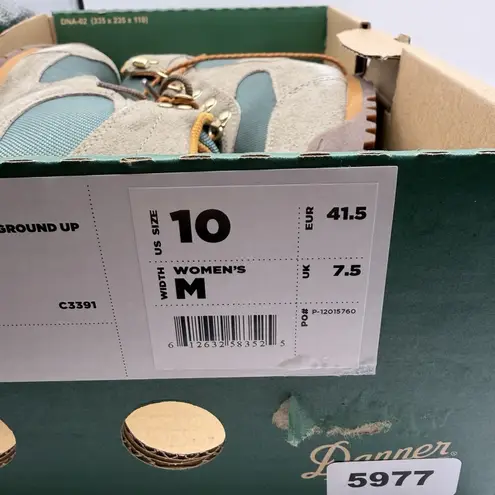 DNA-02 (335 x 235 x 118)
GROUND UP
C3391
US SIZE 10
EUR 41.5
WIDTH WOMEN'S M
UK 7.5
PO# P-12015760
6 12632 58352 5
Danner®
5977